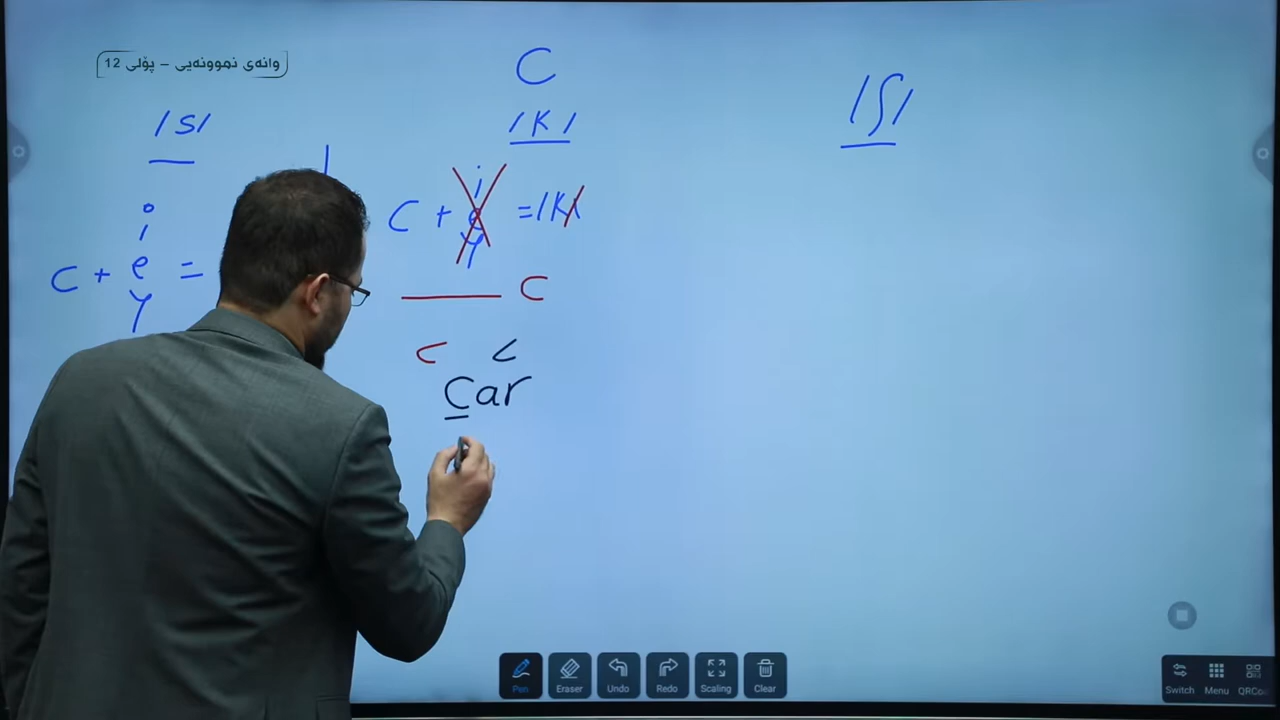 وانەی نموونەیی – پۆلی 12
C
/S/
/K/
/ʃ/
i
C + e =
y
i
C + e = /K/
y
C
C C
Car
Pen
Eraser
Undo
Redo
Scaling
Clear
Switch
Menu